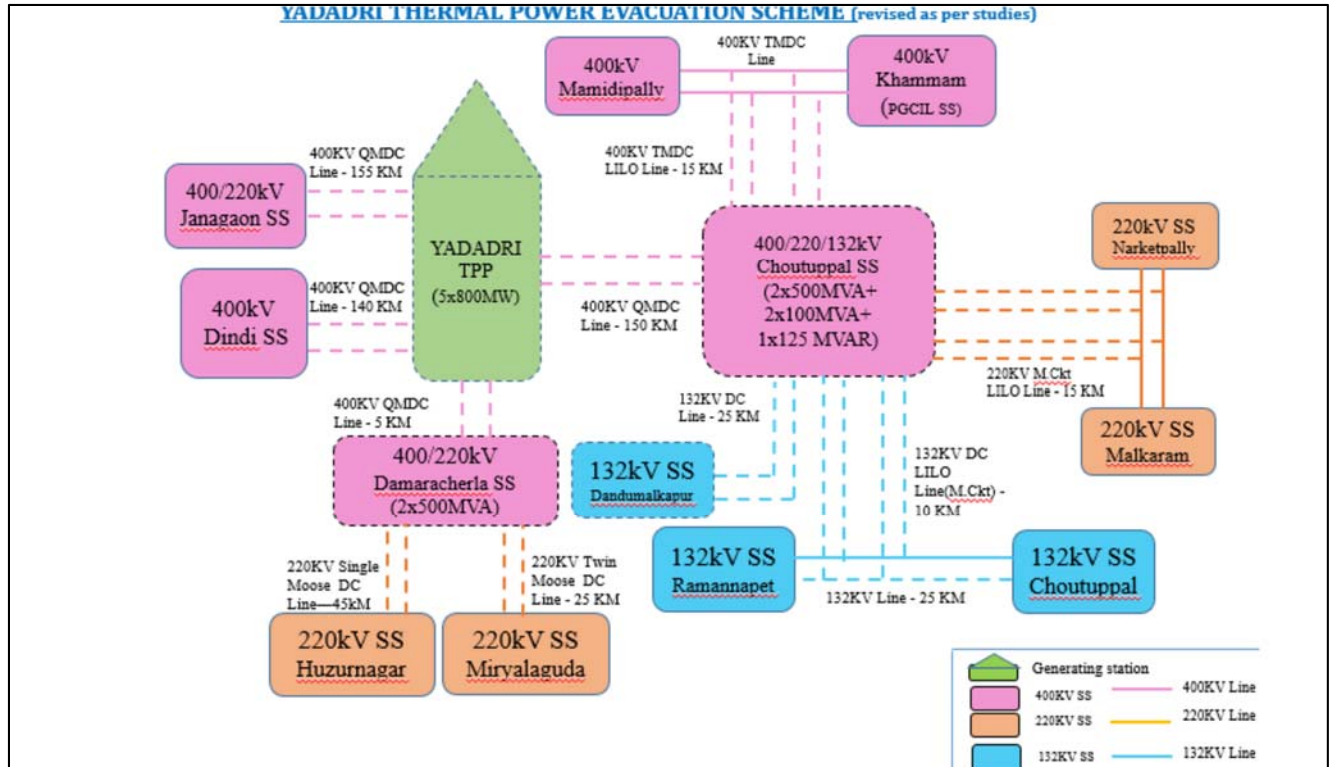 YADADRI THERMAL POWER EVACUATION SCHEME (revised as per studies)
400KV TMDC
Line
400kV
Mamidipally
400kV
Khammam
(PGCIL SS)
400KV QMDC
Line - 155 KM
400KV TMDC
LILO Line - 15 KM
400/220kV
Janagaon SS
YADADRI
TPP
(5x800MW)
400/220/132kV
Choutuppal SS
(2x500MVA+
2x100MVA+
1x125 MVAR)
220kV SS
Narketpally
400KV QMDC
Line - 140 KM
400kV
Dindi SS
400KV QMDC
Line - 150 KM
220KV M.Ckt
LILO Line - 15 KM
400KV QMDC
Line - 5 KM
132KV DC
Line - 25 KM
220kV SS
Malkaram
400/220kV
Damaracherla SS
(2x500MVA)
132kV SS
Dandumalkapur
132KV DC
LILO
Line(M.Ckt) -
10 KM
220KV Single
Moose DC
Line—45kM
220KV Twin
Moose DC
Line - 25 KM
132kV SS
Ramannapet
132KV Line - 25 KM
132kV SS
Choutuppal
220kV SS
Huzurnagar
220kV SS
Miryalaguda
Generating station
400KV SS
400KV Line
220KV SS
220KV Line
132KV SS
132KV Line